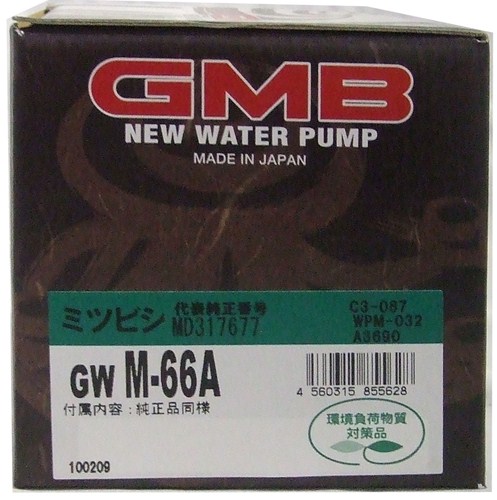 GMB
NEW WATER PUMP
MADE IN JAPAN
ミツビシ
代表純正番号
MD317677
C3-087
WPM-032
A3690
GW M-66A
付属内容:純正品同様
4 560315 855628
環境負荷物質
対策品
100209